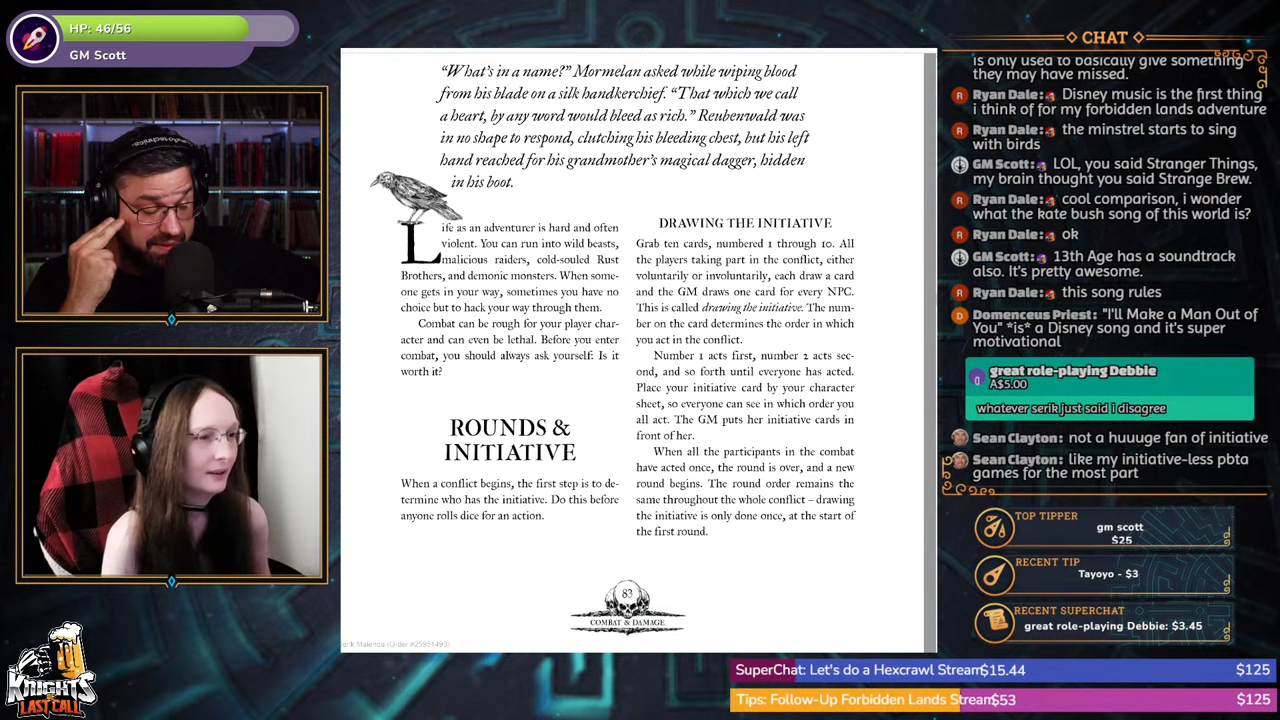 HP: 46/56
GM Scott
“What’s in a name?” Mormelan asked while wiping blood
from his blade on a silk handkerchief. “That which we call
a heart, by any word would bleed as rich.” Reubenwald was
in no shape to respond, clutching his bleeding chest, but his left
hand reached for his grandmother’s magical dagger, hidden
in his boot.
Life as an adventurer is hard and often
violent. You can run into wild beasts,
malicious raiders, cold-souled Rust
Brothers, and demonic monsters. When some-
one gets in your way, sometimes you have no
choice but to hack your way through them.
Combat can be rough for your player char-
acter and can even be lethal. Before you enter
combat, you should always ask yourself: Is it
worth it?
ROUNDS &
INITIATIVE
When a conflict begins, the first step is to de-
termine who has the initiative. Do this before
anyone rolls dice for an action.
DRAWING THE INITIATIVE
Grab ten cards, numbered 1 through 10. All
the players taking part in the conflict, either
voluntarily or involuntarily, each draw a card
and the GM draws one card for every NPC.
This is called drawing the initiative. The num-
ber on the card determines the order in which
you act in the conflict.
Number 1 acts first, number 2 acts sec-
ond, and so forth until everyone has acted.
Place your initiative card by your character
sheet, so everyone can see in which order you
all act. The GM puts her initiative cards in
front of her.
When all the participants in the combat
have acted once, the round is over, and a new
round begins. The round order remains the
same throughout the whole conflict – drawing
the initiative is only done once, at the start of
the first round.
83
COMBAT & DAMAGE
k Malenda (Order #25951493)
CHAT
is only used to basically give something
they may have missed.
Ryan Dale: Disney music is the first thing
i think of for my forbidden lands adventure
Ryan Dale: the minstrel starts to sing
with birds
GM Scott: LOL, you said Stranger Things,
my brain thought you said Strange Brew.
Ryan Dale: cool comparison, i wonder
what the kate bush song of this world is?
Ryan Dale: ok
GM Scott: 13th Age has a soundtrack
also. It's pretty awesome.
Ryan Dale: this song rules
Domenceus Priest: "I'll Make a Man Out of
You" *is* a Disney song and it's super
motivational
great role-playing Debbie
A$5.00
whatever serik just said i disagree
Sean Clayton: not a huuuge fan of initiative
Sean Clayton: like my initiative-less pbta
games for the most part
TOP TIPPER
gm scott
$25
RECENT TIP
Tayoyo - $3
RECENT SUPERCHAT
great role-playing Debbie: $3.45
KNIGHTS
LAST CALL
SuperChat: Let's do a Hexcrawl Stream $15.44 $125
Tips: Follow-Up Forbidden Lands Stream $53 $125